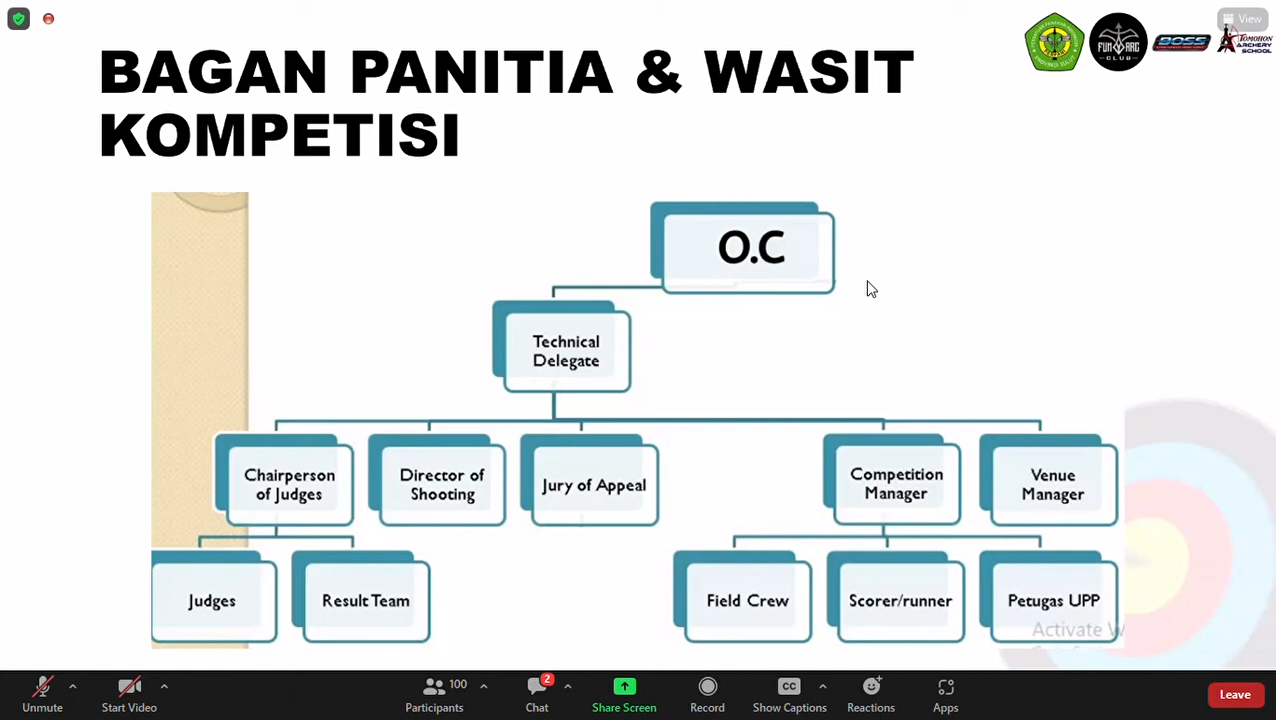 View
FUN ARC
CLUB
BOSS
TOMOHON
ARCHERY
SCHOOL
BAGAN PANITIA & WASIT
KOMPETISI
O.C
Technical
Delegate
Chairperson
of Judges
Director of
Shooting
Jury of Appeal
Competition
Manager
Venue
Manager
Judges
Result Team
Field Crew
Scorer/runner
Petugas UPP
Activate W
Unmute
Start Video
Participants
100
Chat
2
Share Screen
Record
CC
Show Captions
Reactions
Apps
Leave